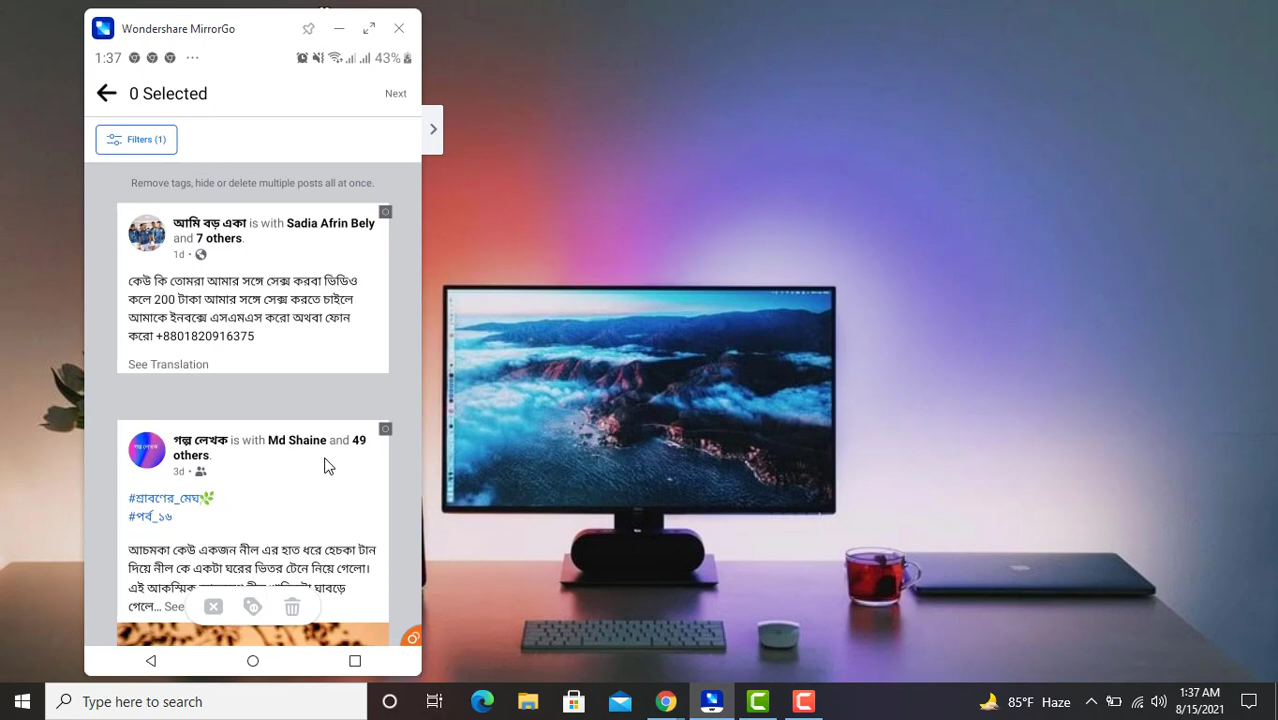 Wondershare MirrorGo
1:37 ... 43%
0 Selected Next
Filters (1)
Remove tags, hide or delete multiple posts all at once.
আমি বড় একা is with Sadia Afrin Bely
and 7 others.
1d •
কেউ কি তোমরা আমার সঙ্গে সেক্স করবা ভিডিও
কলে 200 টাকা আমার সঙ্গে সেক্স করতে চাইলে
আমাকে ইনবক্সে এসএমএস করো অথবা ফোন
করো +8801820916375
See Translation
গল্প লেখক is with Md Shaine and 49
others.
3d •
#শ্রাবণের_মেঘ🌿
#পর্ব_১৬
আচমকা কেউ একজন নীল এর হাত ধরে হেচকা টান
দিয়ে নীল কে একটা ঘরের ভিতর টেনে নিয়ে গেলো।
এই আকস্মিক ঘাবড়ে
গেলে... See
Type here to search
85°F Haze
1:37 AM
8/15/2021